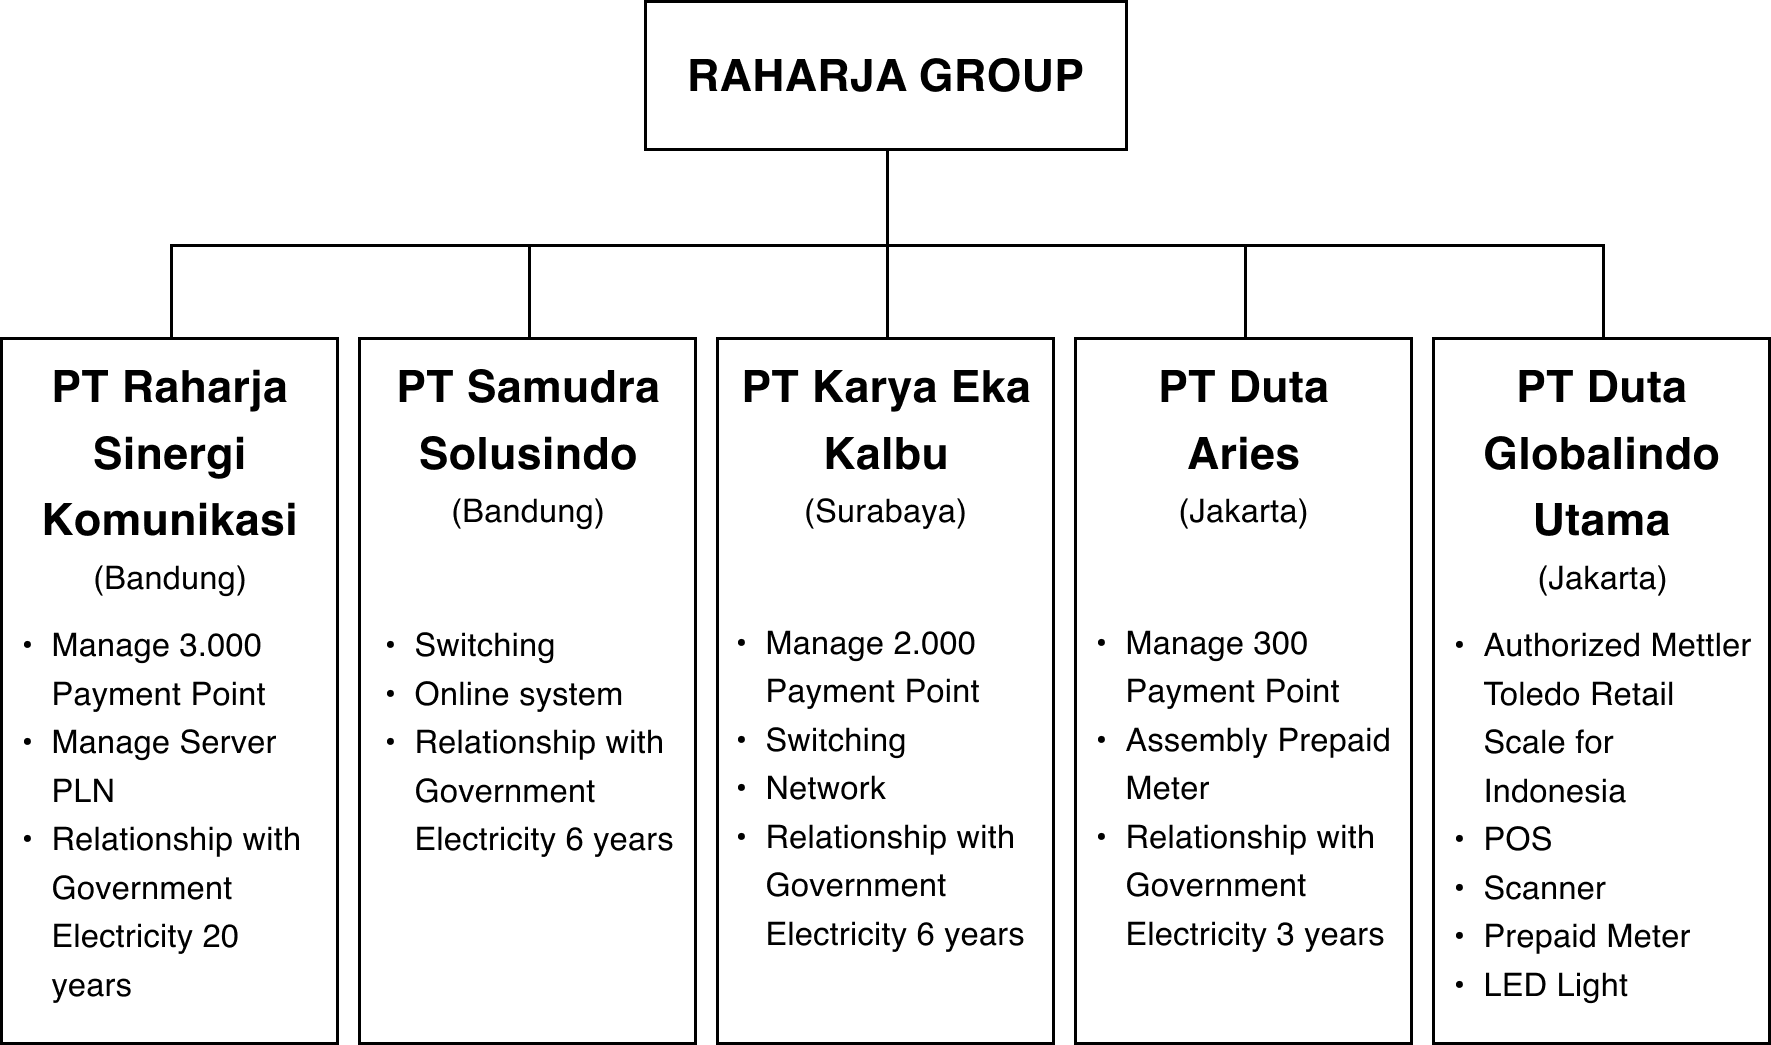 RAHARJA GROUP
PT Raharja
Sinergi
Komunikasi
(Bandung)
• Manage 3.000
Payment Point
• Manage Server
PLN
• Relationship with
Government
Electricity 20
years
PT Samudra
Solusindo
(Bandung)
• Switching
• Online system
• Relationship with
Government
Electricity 6 years
PT Karya Eka
Kalbu
(Surabaya)
• Manage 2.000
Payment Point
• Switching
• Network
• Relationship with
Government
Electricity 6 years
PT Duta
Aries
(Jakarta)
• Manage 300
Payment Point
• Assembly Prepaid
Meter
• Relationship with
Government
Electricity 3 years
PT Duta
Globalindo
Utama
(Jakarta)
• Authorized Mettler
Toledo Retail
Scale for
Indonesia
• POS
• Scanner
• Prepaid Meter
• LED Light